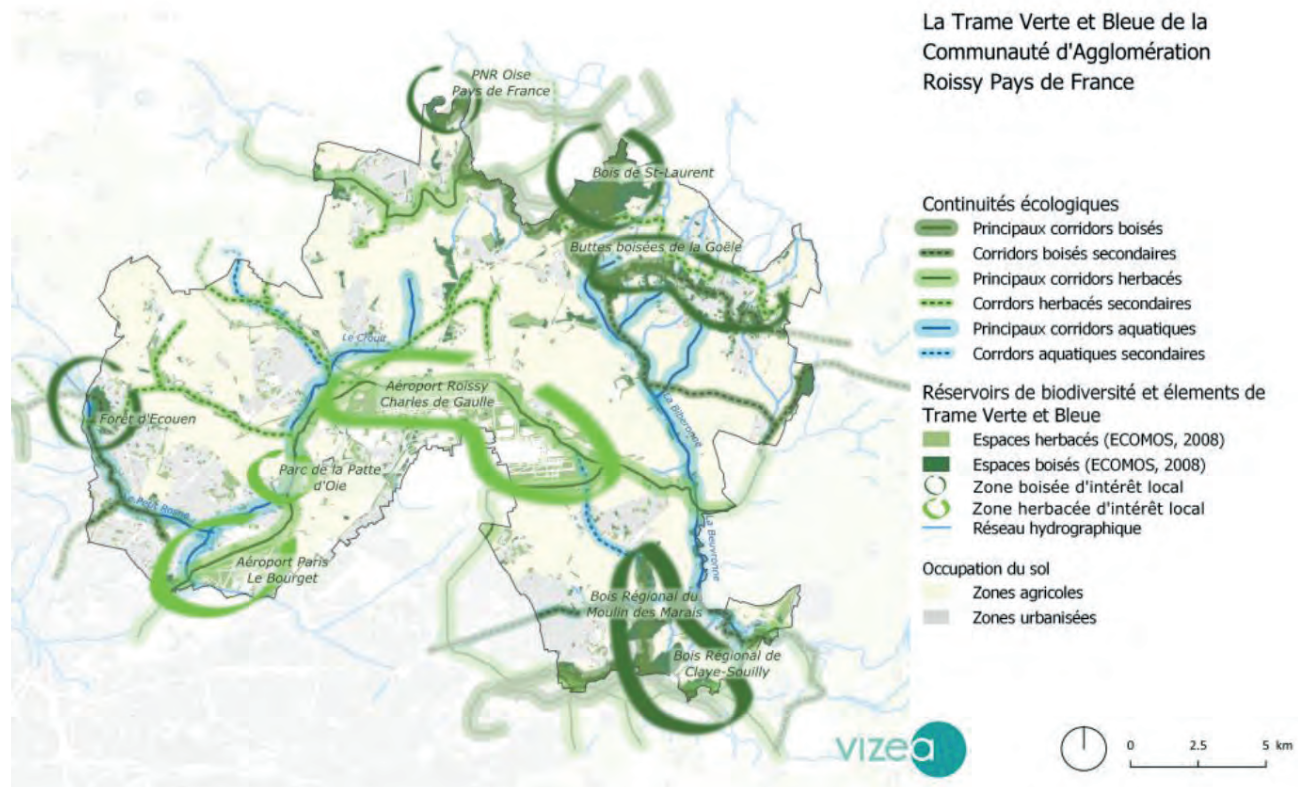 La Trame Verte et Bleue de la
Communauté d'Agglomération
Roissy Pays de France
Continuités écologiques
Principaux corridors boisés
Corridors boisés secondaires
Principaux corridors herbacés
Corrdors herbacés secondaires
Principaux corridors aquatiques
Corrdors aquatiques secondaires
Réservoirs de biodiversité et élements de
Trame Verte et Bleue
Espaces herbacés (ECOMOS, 2008)
Espaces boisés (ECOMOS, 2008)
Zone boisée d'intérêt local
Zone herbacée d'intérêt local
Réseau hydrographique
Occupation du sol
Zones agricoles
Zones urbanisées
PNR Oise
Pays de France
Bois de St-Laurent
Buttes boisées de la Goële
Le Croult
Aéroport Roissy
Charles de Gaulle
Forêt d'Ecouen
La Biberonne
Parc de la Patte
d'Oie
Le Petit Rosne
La Beuvronne
Aéroport Paris
Le Bourget
Bois Régional du
Moulin des Marais
Bois Régional de
Claye-Souilly
vizea
0 2.5 5 km